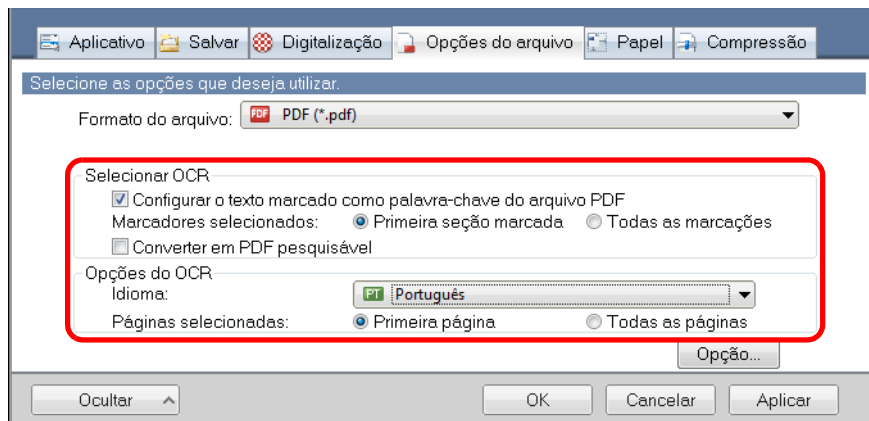 Aplicativo Salvar Digitalização Opções do arquivo Papel Compressão
Selecione as opções que deseja utilizar.
Formato do arquivo: PDF PDF (*.pdf)
Selecionar OCR
Configurar o texto marcado como palavra-chave do arquivo PDF
Marcadores selecionados: Primeira seção marcada Todas as marcações
Converter em PDF pesquisável
Opções do OCR
Idioma: PT Português
Páginas selecionadas: Primeira página Todas as páginas
Opção...
Ocultar OK Cancelar Aplicar